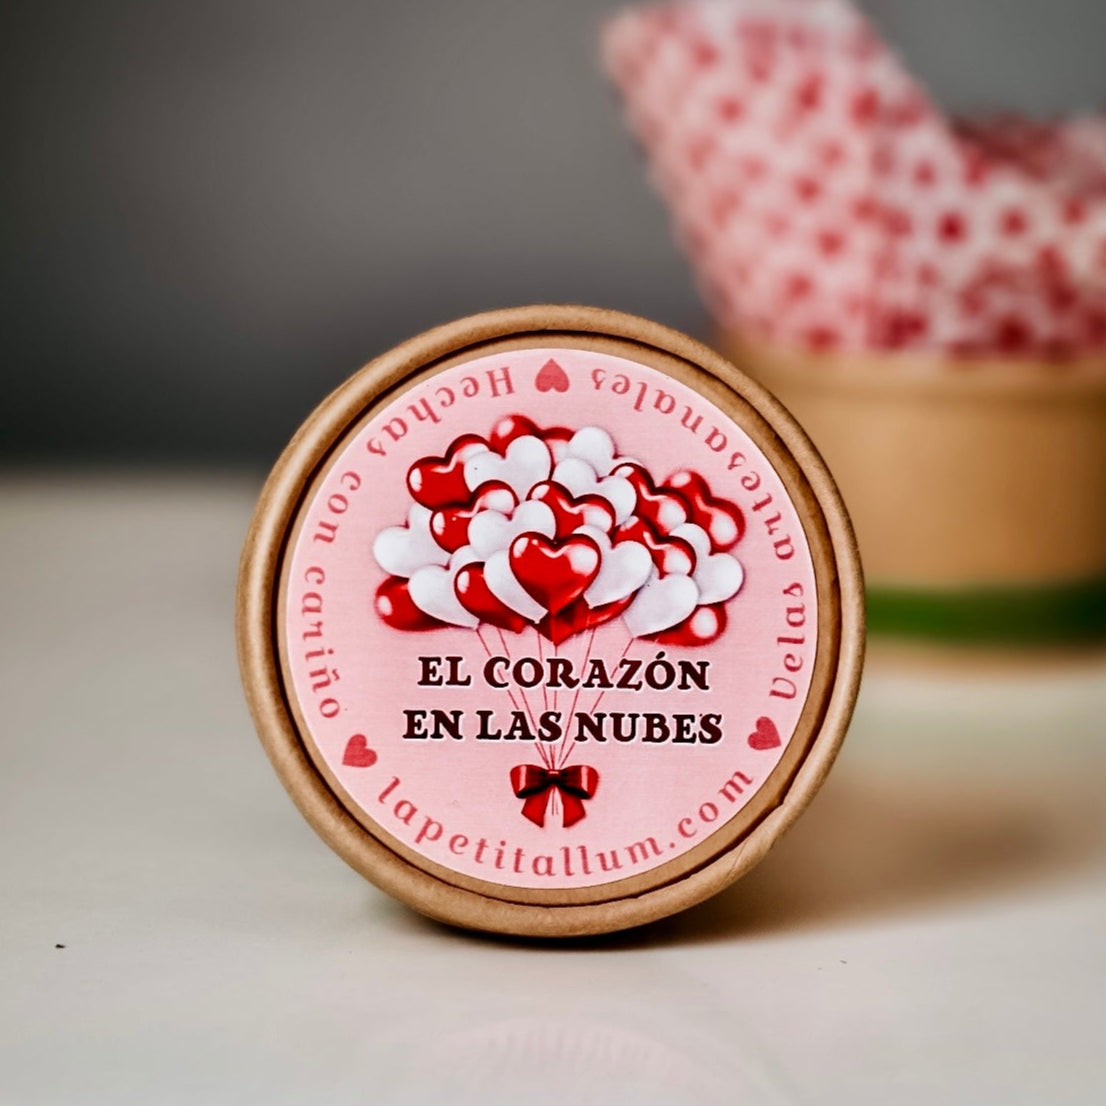 EL CORAZÓN
EN LAS NUBES
Velas artesanales
Hechas con cariño
lapetitallum.com